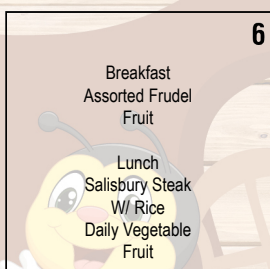 6
Breakfast
Assorted Frudel
Fruit
Lunch
Salisbury Steak
W/ Rice
Daily Vegetable
Fruit